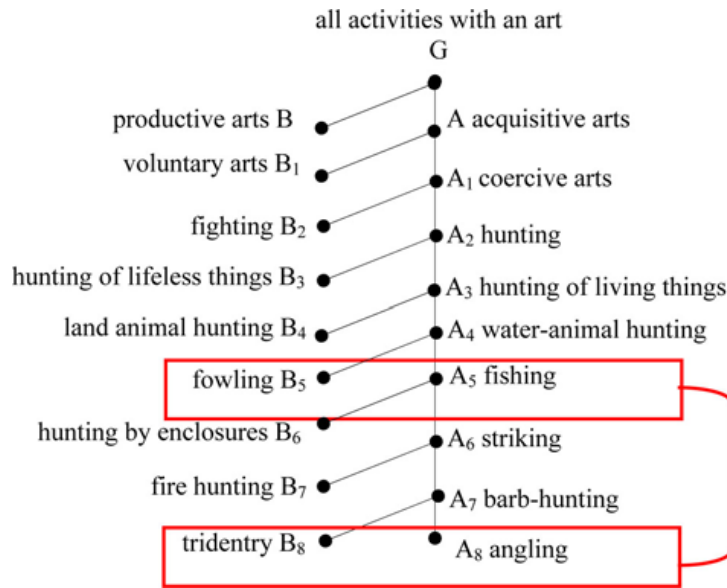 all activities with an art
G
productive arts B
A acquisitive arts
voluntary arts B₁
A₁ coercive arts
fighting B₂
A₂ hunting
hunting of lifeless things B₃
A₃ hunting of living things
land animal hunting B₄
A₄ water-animal hunting
fowling B₅
A₅ fishing
hunting by enclosures B₆
A₆ striking
fire hunting B₇
A₇ barb-hunting
tridentry B₈
A₈ angling